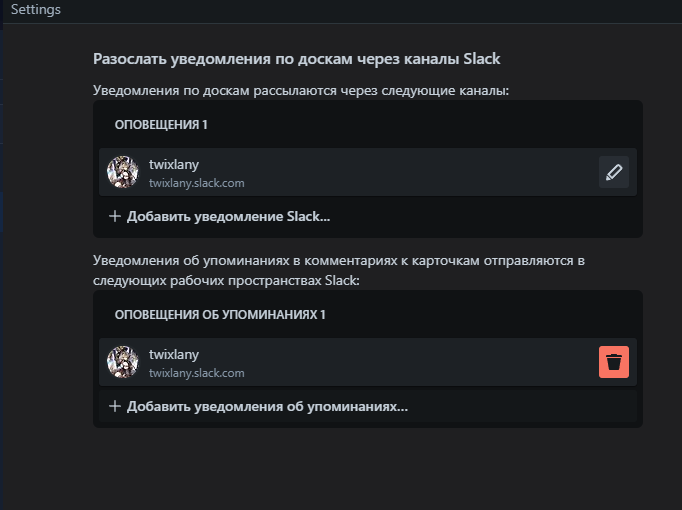 Settings
Разослать уведомления по доскам через каналы Slack
Уведомления по доскам рассылаются через следующие каналы:
ОПОВЕЩЕНИЯ 1
twixlany
twixlany.slack.com
+ Добавить уведомление Slack...
Уведомления об упоминаниях в комментариях к карточкам отправляются в
следующих рабочих пространствах Slack:
ОПОВЕЩЕНИЯ ОБ УПОМИНАНИЯХ 1
twixlany
twixlany.slack.com
+ Добавить уведомления об упоминаниях...